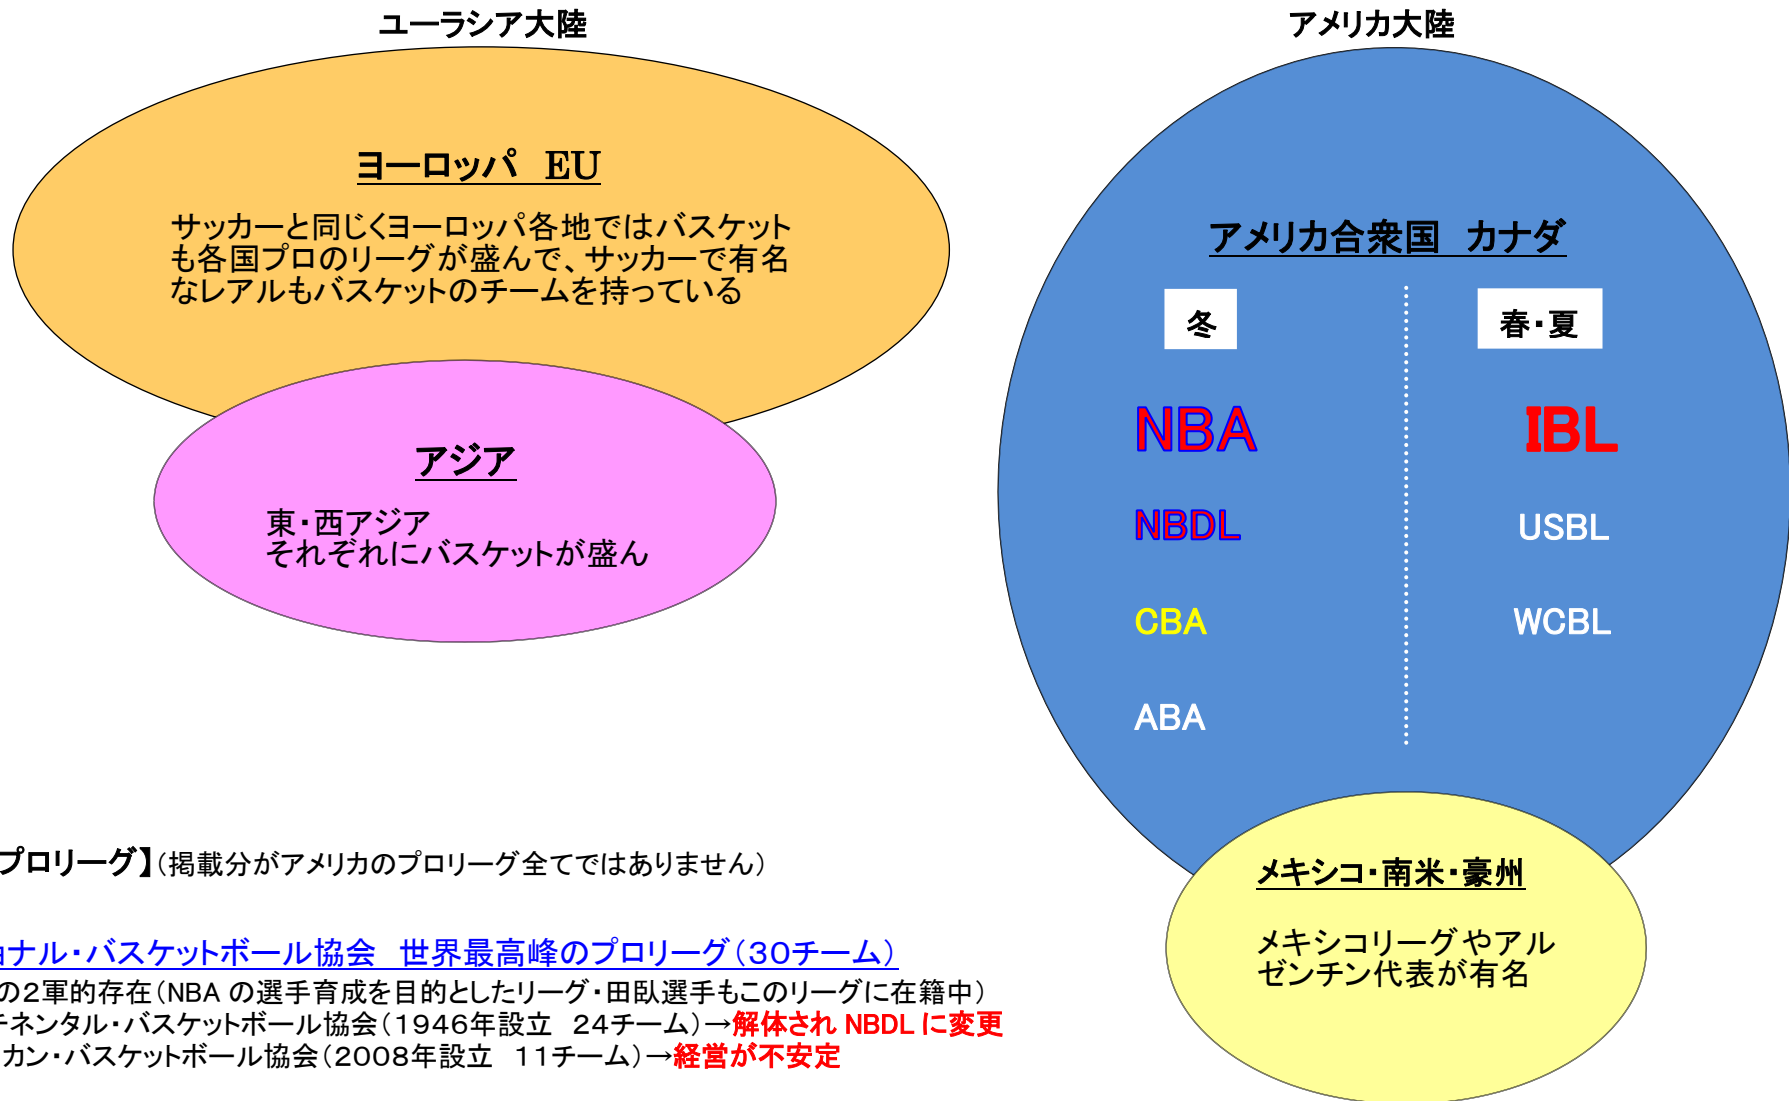 ユーラシア大陸
ヨーロッパ　EU
サッカーと同じくヨーロッパ各地ではバスケット
も各国プロのリーグが盛んで、サッカーで有名
なレアルもバスケットのチームを持っている
アジア
東・西アジア
それぞれにバスケットが盛ん
アメリカ大陸
アメリカ合衆国　カナダ
冬
NBA
NBDL
CBA
ABA
春・夏
IBL
USBL
WCBL
メキシコ・南米・豪州
メキシコリーグやアル
ゼンチン代表が有名
プロリーグ】（掲載分がアメリカのプロリーグ全てではありません）
ョナル・バスケットボール協会　世界最高峰のプロリーグ（３０チーム）
の２軍的存在（NBA の選手育成を目的としたリーグ・田臥選手もこのリーグに在籍中）
チネンタル・バスケットボール協会（１９４６年設立　２４チーム）→解体され NBDL に変更
カン・バスケットボール協会（２００８年設立　１１チーム）→経営が不安定